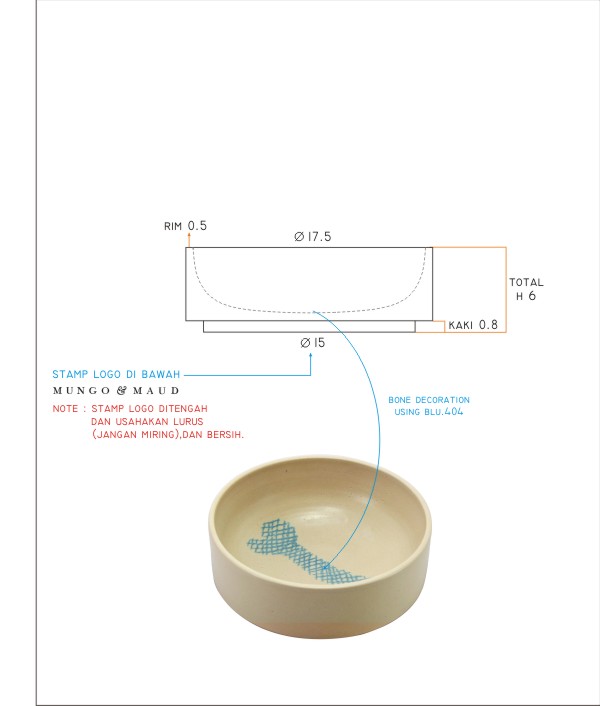 RIM 0.5
Ø 17.5
TOTAL
H 6
KAKI 0.8
Ø 15
STAMP LOGO DI BAWAH
MUNGO & MAUD
NOTE : STAMP LOGO DITENGAH
DAN USAHAKAN LURUS
(JANGAN MIRING),DAN BERSIH.
BONE DECORATION
USING BLU.404